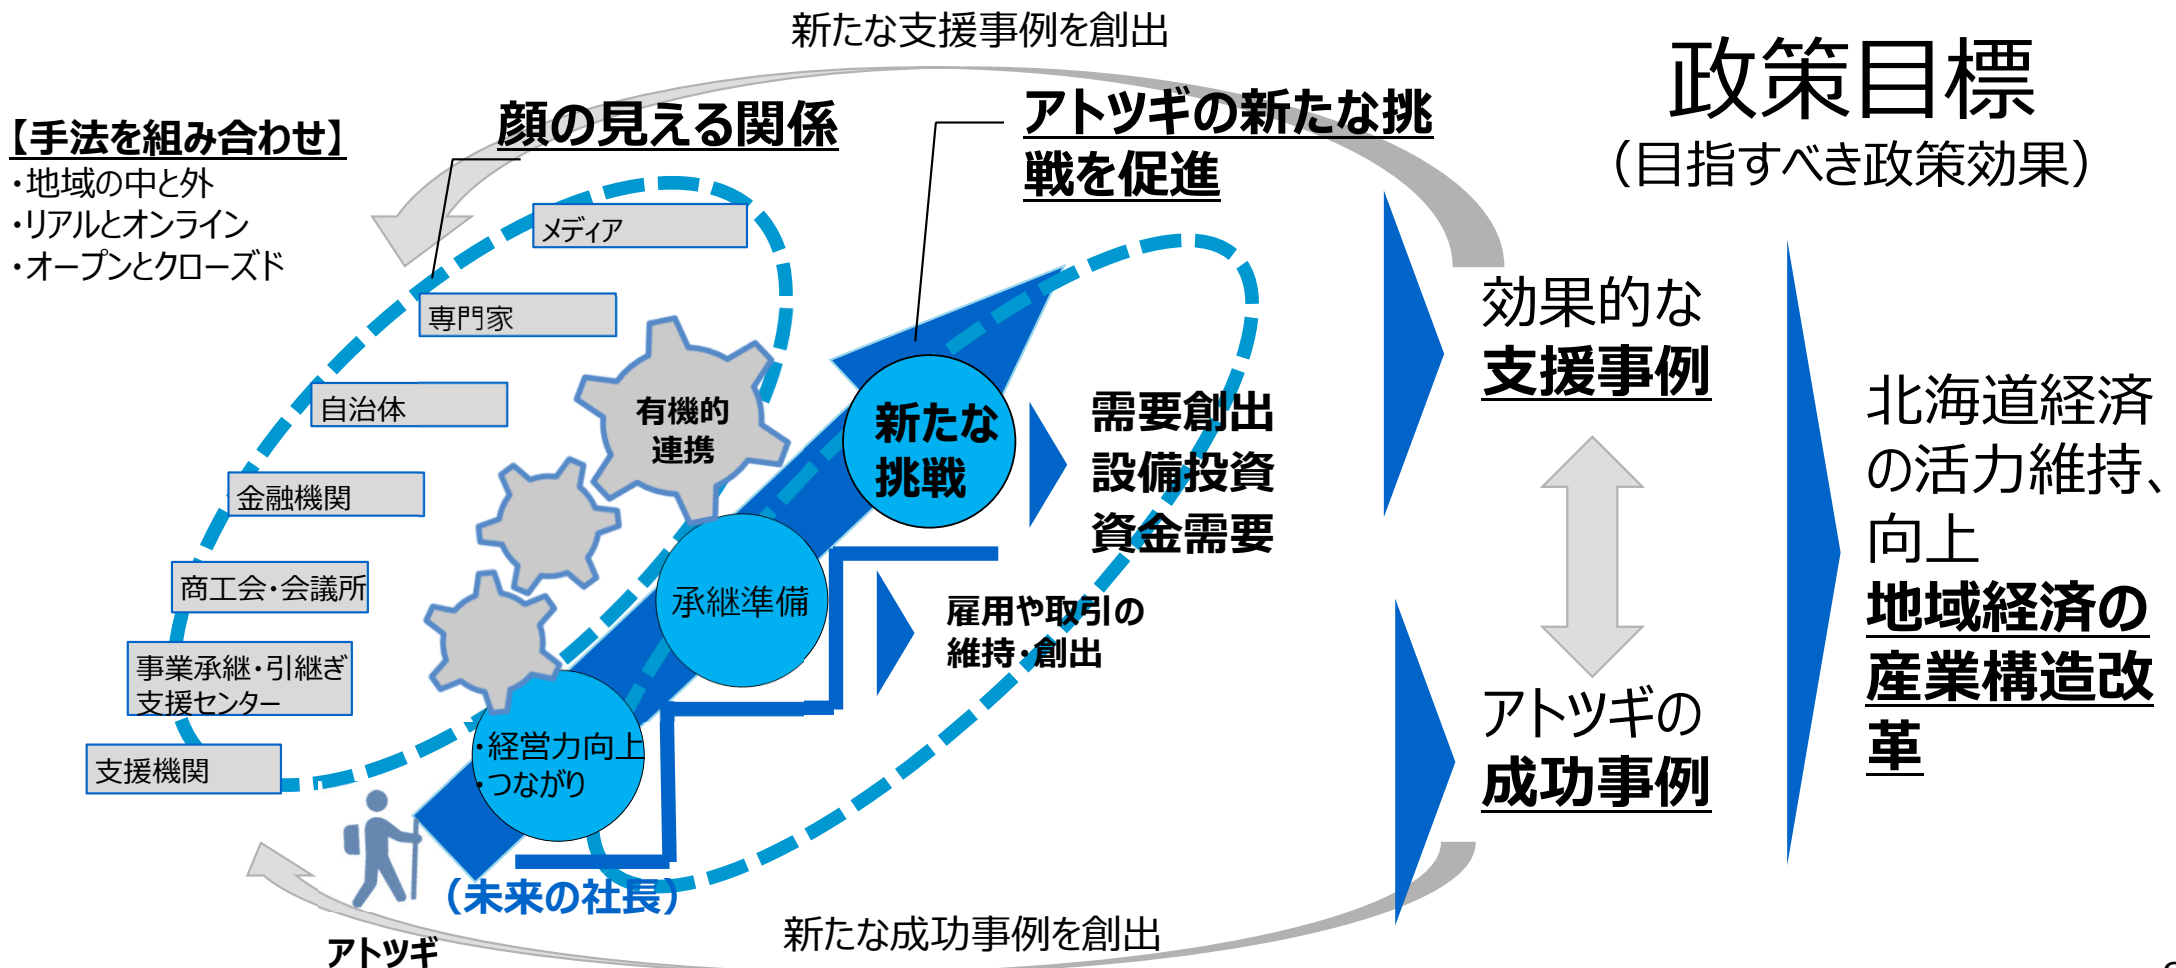 新たな支援事例を創出
政策目標
（目指すべき政策効果）
【手法を組み合わせ】
・地域の中と外
・リアルとオンライン
・オープンとクローズド
顔の見える関係
アトツギの新たな挑
戦を促進
メディア
専門家
自治体
金融機関
商工会・会議所
事業承継・引継ぎ
支援センター
支援機関
有機的
連携
新たな
挑戦
承継準備
・経営力向上
・つながり
需要創出
設備投資
資金需要
雇用や取引の
維持・創出
（未来の社長）
アトツギ
新たな成功事例を創出
効果的な
支援事例
アトツギの
成功事例
北海道経済
の活力維持、
向上
地域経済の
産業構造改
革